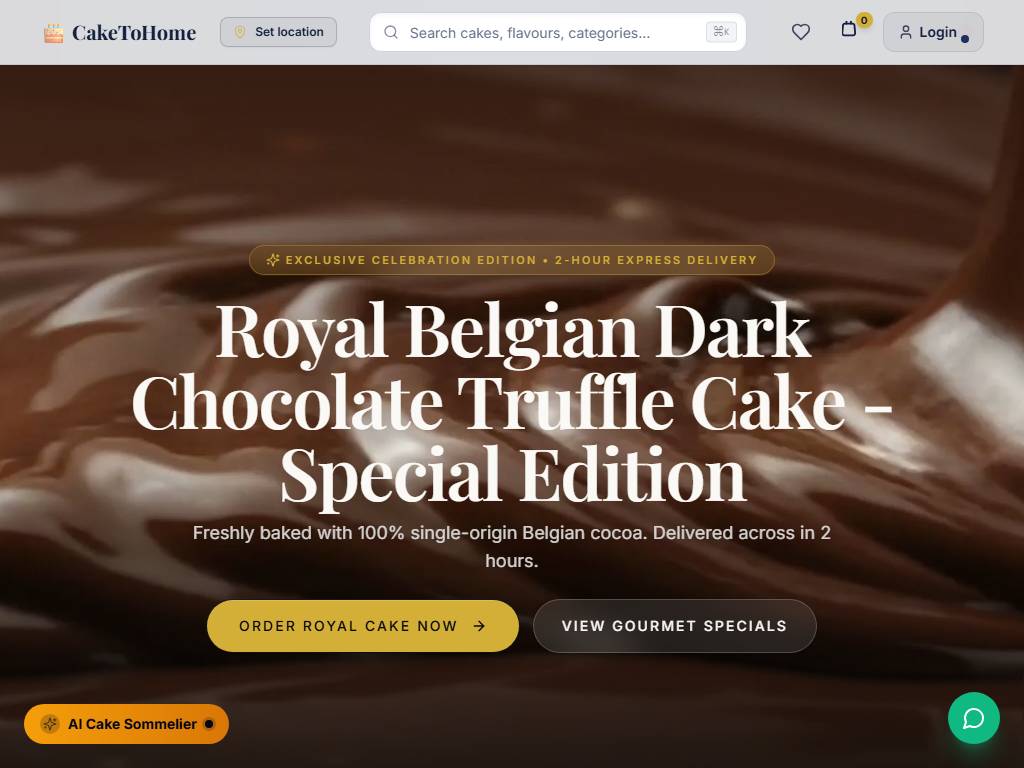 CakeToHome
Set location
Search cakes, flavours, categories...
⌘K
0
Login
EXCLUSIVE CELEBRATION EDITION • 2-HOUR EXPRESS DELIVERY
Royal Belgian Dark
Chocolate Truffle Cake -
Special Edition
Freshly baked with 100% single-origin Belgian cocoa. Delivered across in 2
hours.
ORDER ROYAL CAKE NOW →
VIEW GOURMET SPECIALS
AI Cake Sommelier